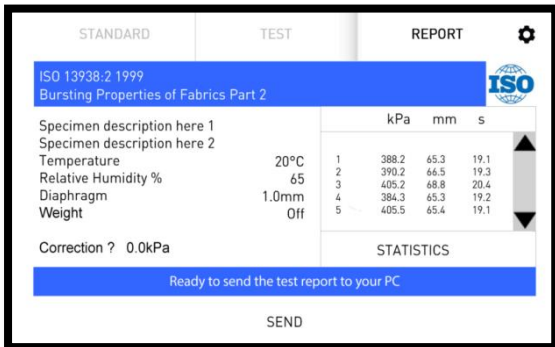 STANDARD TEST REPORT
ISO 13938:2 1999
Bursting Properties of Fabrics Part 2
ISO
Specimen description here 1
Specimen description here 2
Temperature 20°C
Relative Humidity % 65
Diaphragm 1.0mm
Weight Off
Correction ? 0.0kPa
kPa mm s
1 388.2 65.3 19.1
2 390.2 66.5 19.3
3 405.2 68.8 20.4
4 384.3 65.3 19.2
5 405.5 65.4 19.1
STATISTICS
Ready to send the test report to your PC
SEND